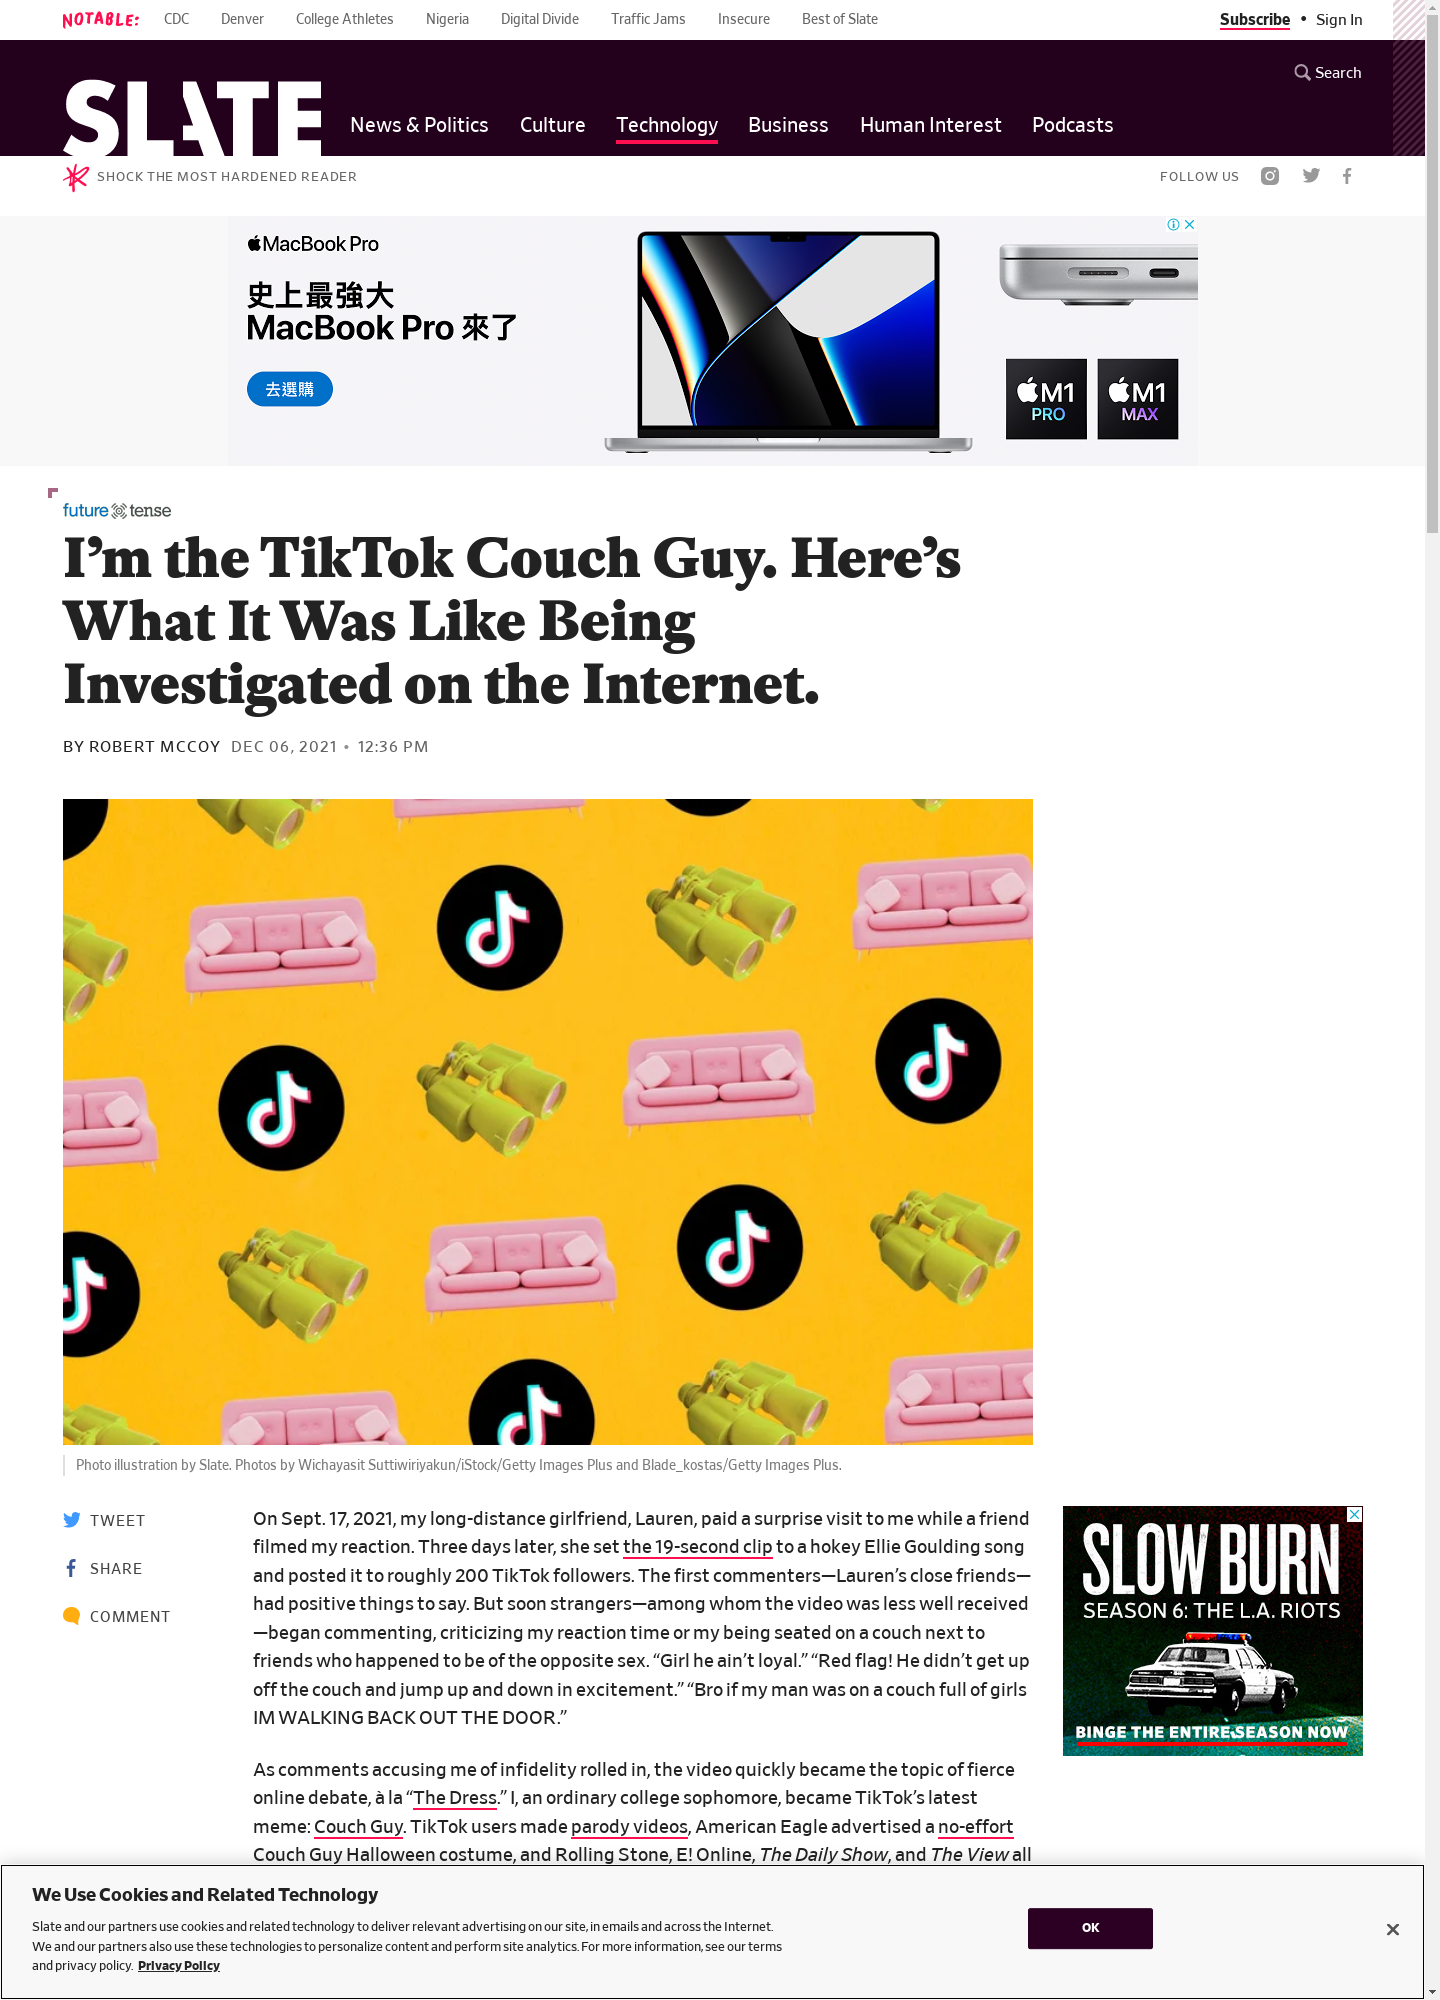 NOTABLE:
CDC Denver College Athletes Nigeria Digital Divide Traffic Jams Insecure Best of Slate
Subscribe • Sign In
Search
SLATE
News & Politics Culture Technology Business Human Interest Podcasts
SHOCK THE MOST HARDENED READER
FOLLOW US
MacBook Pro
史上最強大
MacBook Pro 來了
去選購
M1
PRO
M1
MAX
future tense
I’m the TikTok Couch Guy. Here’s
What It Was Like Being
Investigated on the Internet.
BY ROBERT MCCOY DEC 06, 2021 • 12:36 PM
Photo illustration by Slate. Photos by Wichayasit Suttiwiriyakun/iStock/Getty Images Plus and Blade_kostas/Getty Images Plus.
TWEET
SHARE
COMMENT
On Sept. 17, 2021, my long-distance girlfriend, Lauren, paid a surprise visit to me while a friend
filmed my reaction. Three days later, she set the 19-second clip to a hokey Ellie Goulding song
and posted it to roughly 200 TikTok followers. The first commenters—Lauren’s close friends—
had positive things to say. But soon strangers—among whom the video was less well received
—began commenting, criticizing my reaction time or my being seated on a couch next to
friends who happened to be of the opposite sex. “Girl he ain’t loyal.” “Red flag! He didn’t get up
off the couch and jump up and down in excitement.” “Bro if my man was on a couch full of girls
IM WALKING BACK OUT THE DOOR.”
As comments accusing me of infidelity rolled in, the video quickly became the topic of fierce
online debate, à la “The Dress.” I, an ordinary college sophomore, became TikTok’s latest
meme: Couch Guy. TikTok users made parody videos, American Eagle advertised a no-effort
Couch Guy Halloween costume, and Rolling Stone, E! Online, The Daily Show, and The View all
SLOW BURN
SEASON 6: THE L.A. RIOTS
BINGE THE ENTIRE SEASON NOW
We Use Cookies and Related Technology
Slate and our partners use cookies and related technology to deliver relevant advertising on our site, in emails and across the Internet.
We and our partners also use these technologies to personalize content and perform site analytics. For more information, see our terms
and privacy policy. Privacy Policy
OK